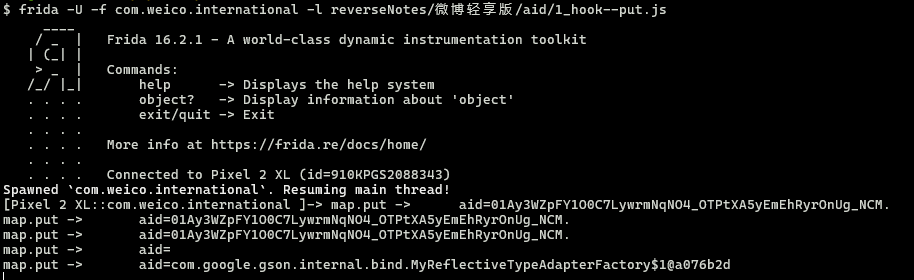 $ frida -U -f com.weico.international -l reverseNotes/微博轻享版/aid/1_hook--put.js
     ____
    / _  |   Frida 16.2.1 - A world-class dynamic instrumentation toolkit
   | (_| |
    > _  |   Commands:
   /_/ |_|       help      -> Displays the help system
   . . . .       object?   -> Display information about 'object'
   . . . .       exit/quit -> Exit
   . . . .
   . . . .   More info at https://frida.re/docs/home/
   . . . .
   . . . .   Connected to Pixel 2 XL (id=910KPGS2088343)
Spawned `com.weico.international`. Resuming main thread!
[Pixel 2 XL::com.weico.international ]-> map.put ->      aid=01Ay3WZpFY1O0C7LywrmNqNO4_OTPtXA5yEmEhRyrOnUg_NCM.
map.put ->       aid=01Ay3WZpFY1O0C7LywrmNqNO4_OTPtXA5yEmEhRyrOnUg_NCM.
map.put ->       aid=01Ay3WZpFY1O0C7LywrmNqNO4_OTPtXA5yEmEhRyrOnUg_NCM.
map.put ->       aid=
map.put ->       aid=com.google.gson.internal.bind.MyReflectiveTypeAdapterFactory$1@a076b2d